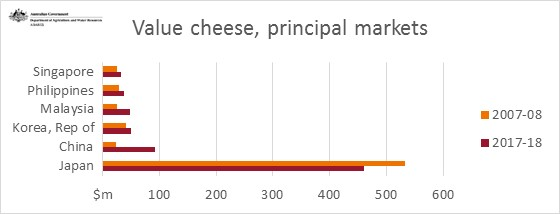 Australian Government
Department of Agriculture and Water Resources
ABARES
Value cheese, principal markets
Singapore
Philippines
Malaysia
Korea, Rep of
China
Japan
2007-08
2017-18
$m 100 200 300 400 500 600